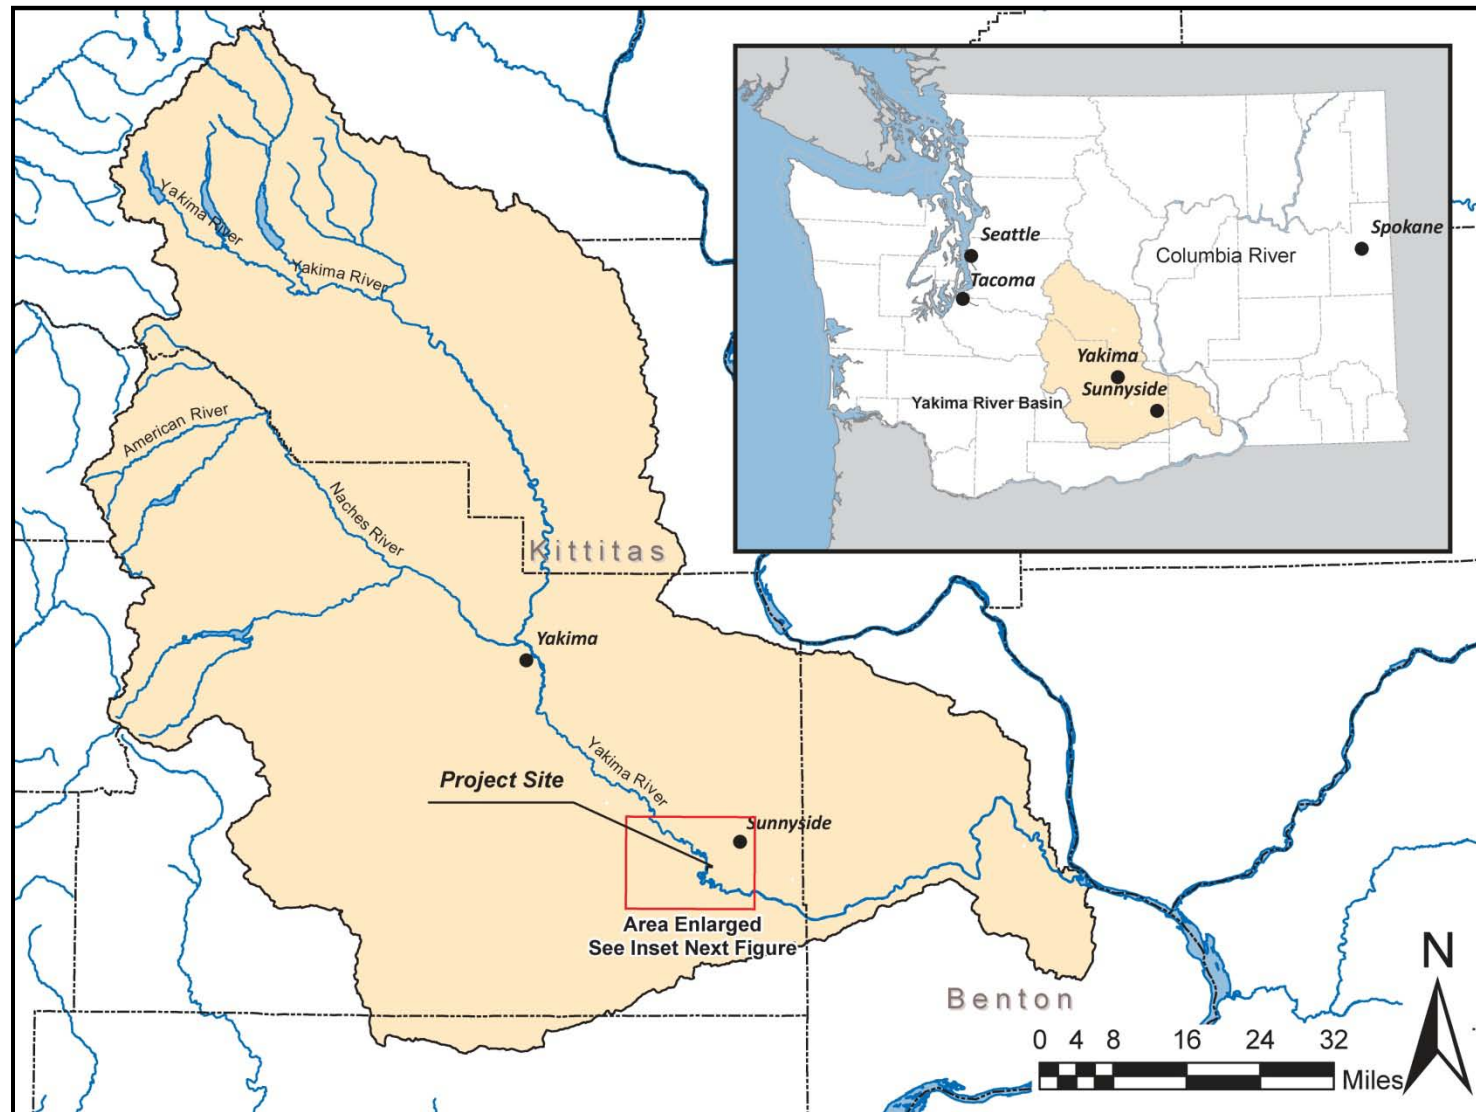 Seattle
Tacoma
Columbia River
Spokane
Yakima
Sunnyside
Yakima River Basin
Yakima River
Yakima River
American River
Naches River
Kittitas
Yakima
Yakima River
Project Site
Sunnyside
Area Enlarged
See Inset Next Figure
Benton
N
0 4 8 16 24 32
Miles